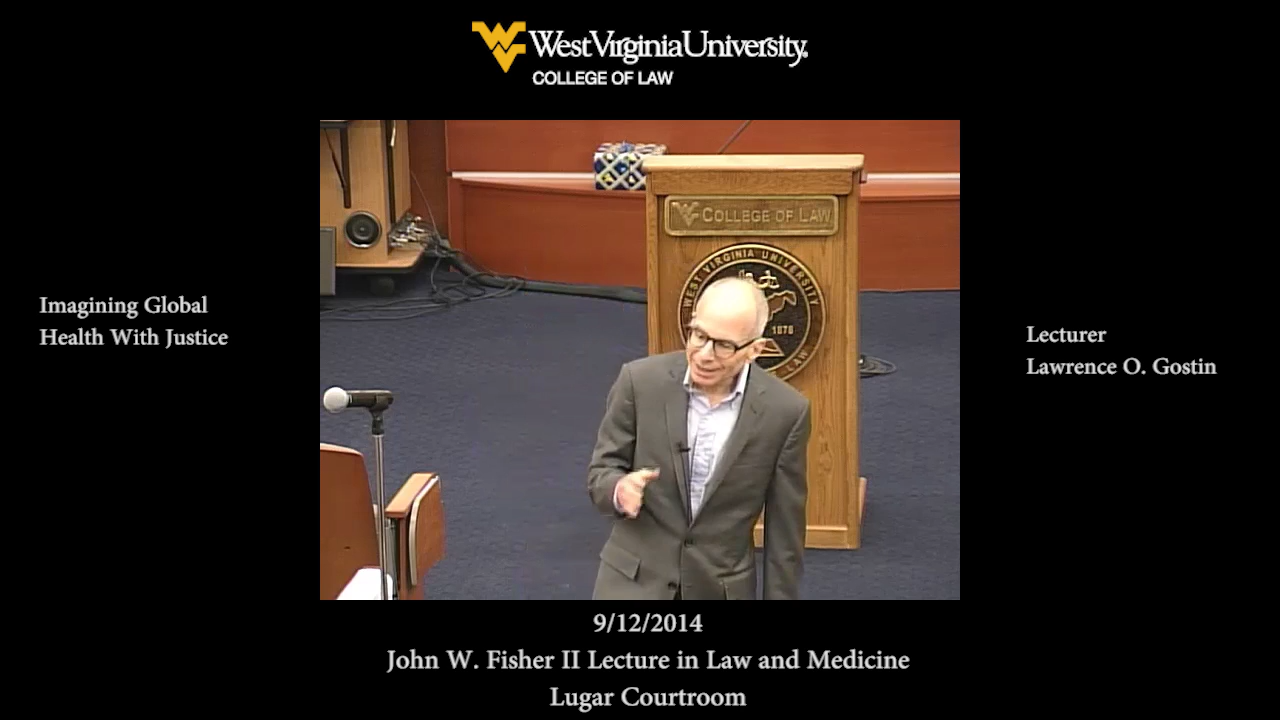 WestVirginiaUniversity.
COLLEGE OF LAW
COLLEGE OF LAW
WEST VIRGINIA UNIVERSITY
1878
OF LAW
Imagining Global
Health With Justice
Lecturer
Lawrence O. Gostin
9/12/2014
John W. Fisher II Lecture in Law and Medicine
Lugar Courtroom